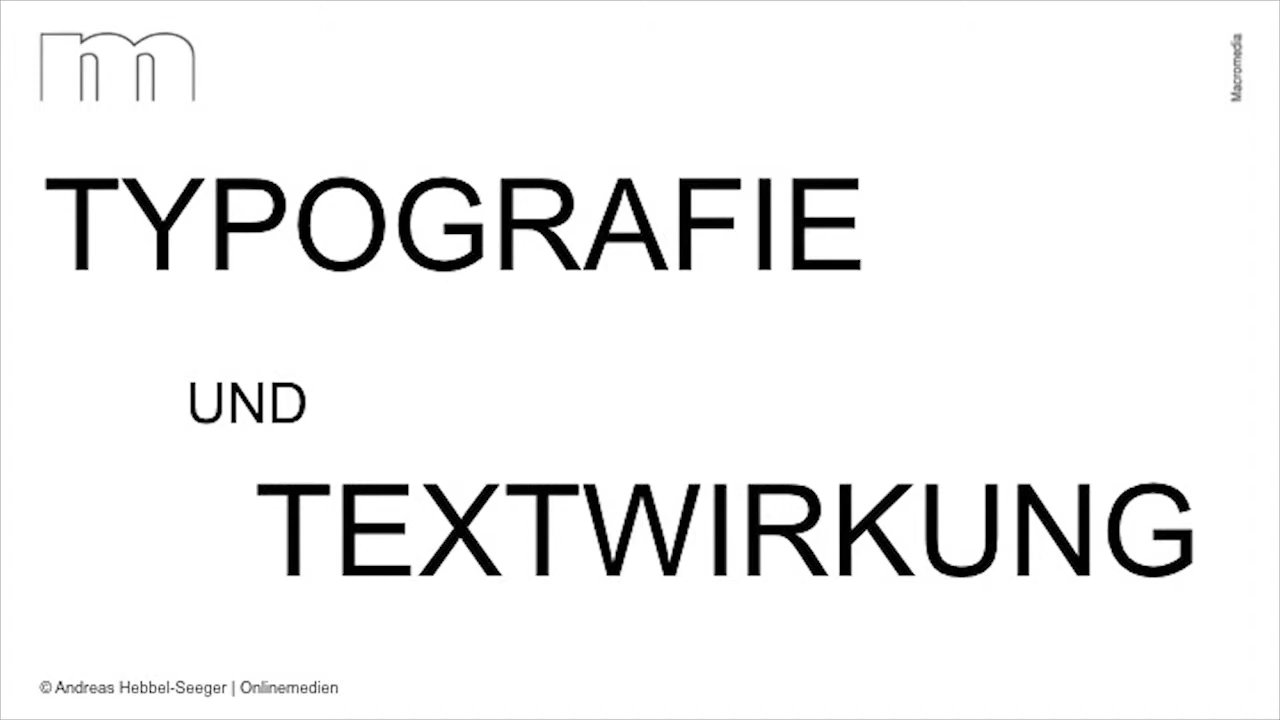 m
Macromedia
TYPOGRAFIE
UND
TEXTWIRKUNG
© Andreas Hebbel-Seeger | Onlinemedien